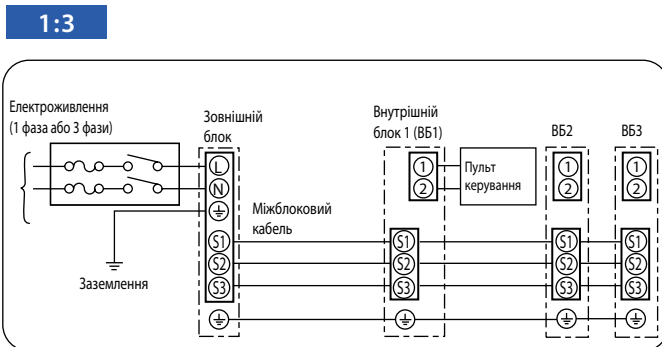 1:3
Електроживлення
(1 фаза або 3 фази)
Зовнішній
блок
Внутрішній
блок 1 (ВБ1)
ВБ2
ВБ3
L
N
1
2
Пульт
керування
1
2
1
2
Міжблоковий
кабель
Заземлення
S1
S2
S3
S1
S2
S3
S1
S2
S3
S1
S2
S3